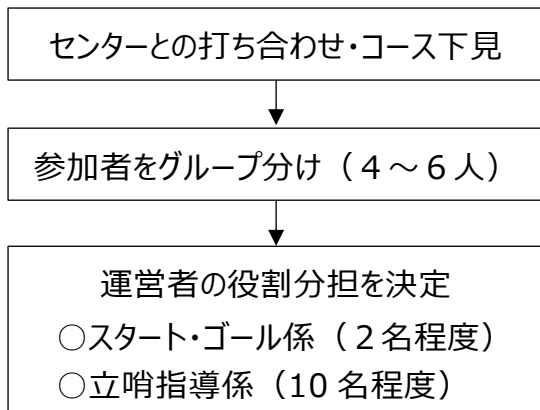 センターとの打ち合わせ・コース下見
参加者をグループ分け（４～６人）
運営者の役割分担を決定
○スタート・ゴール係（２名程度）
○立哨指導係（10 名程度）